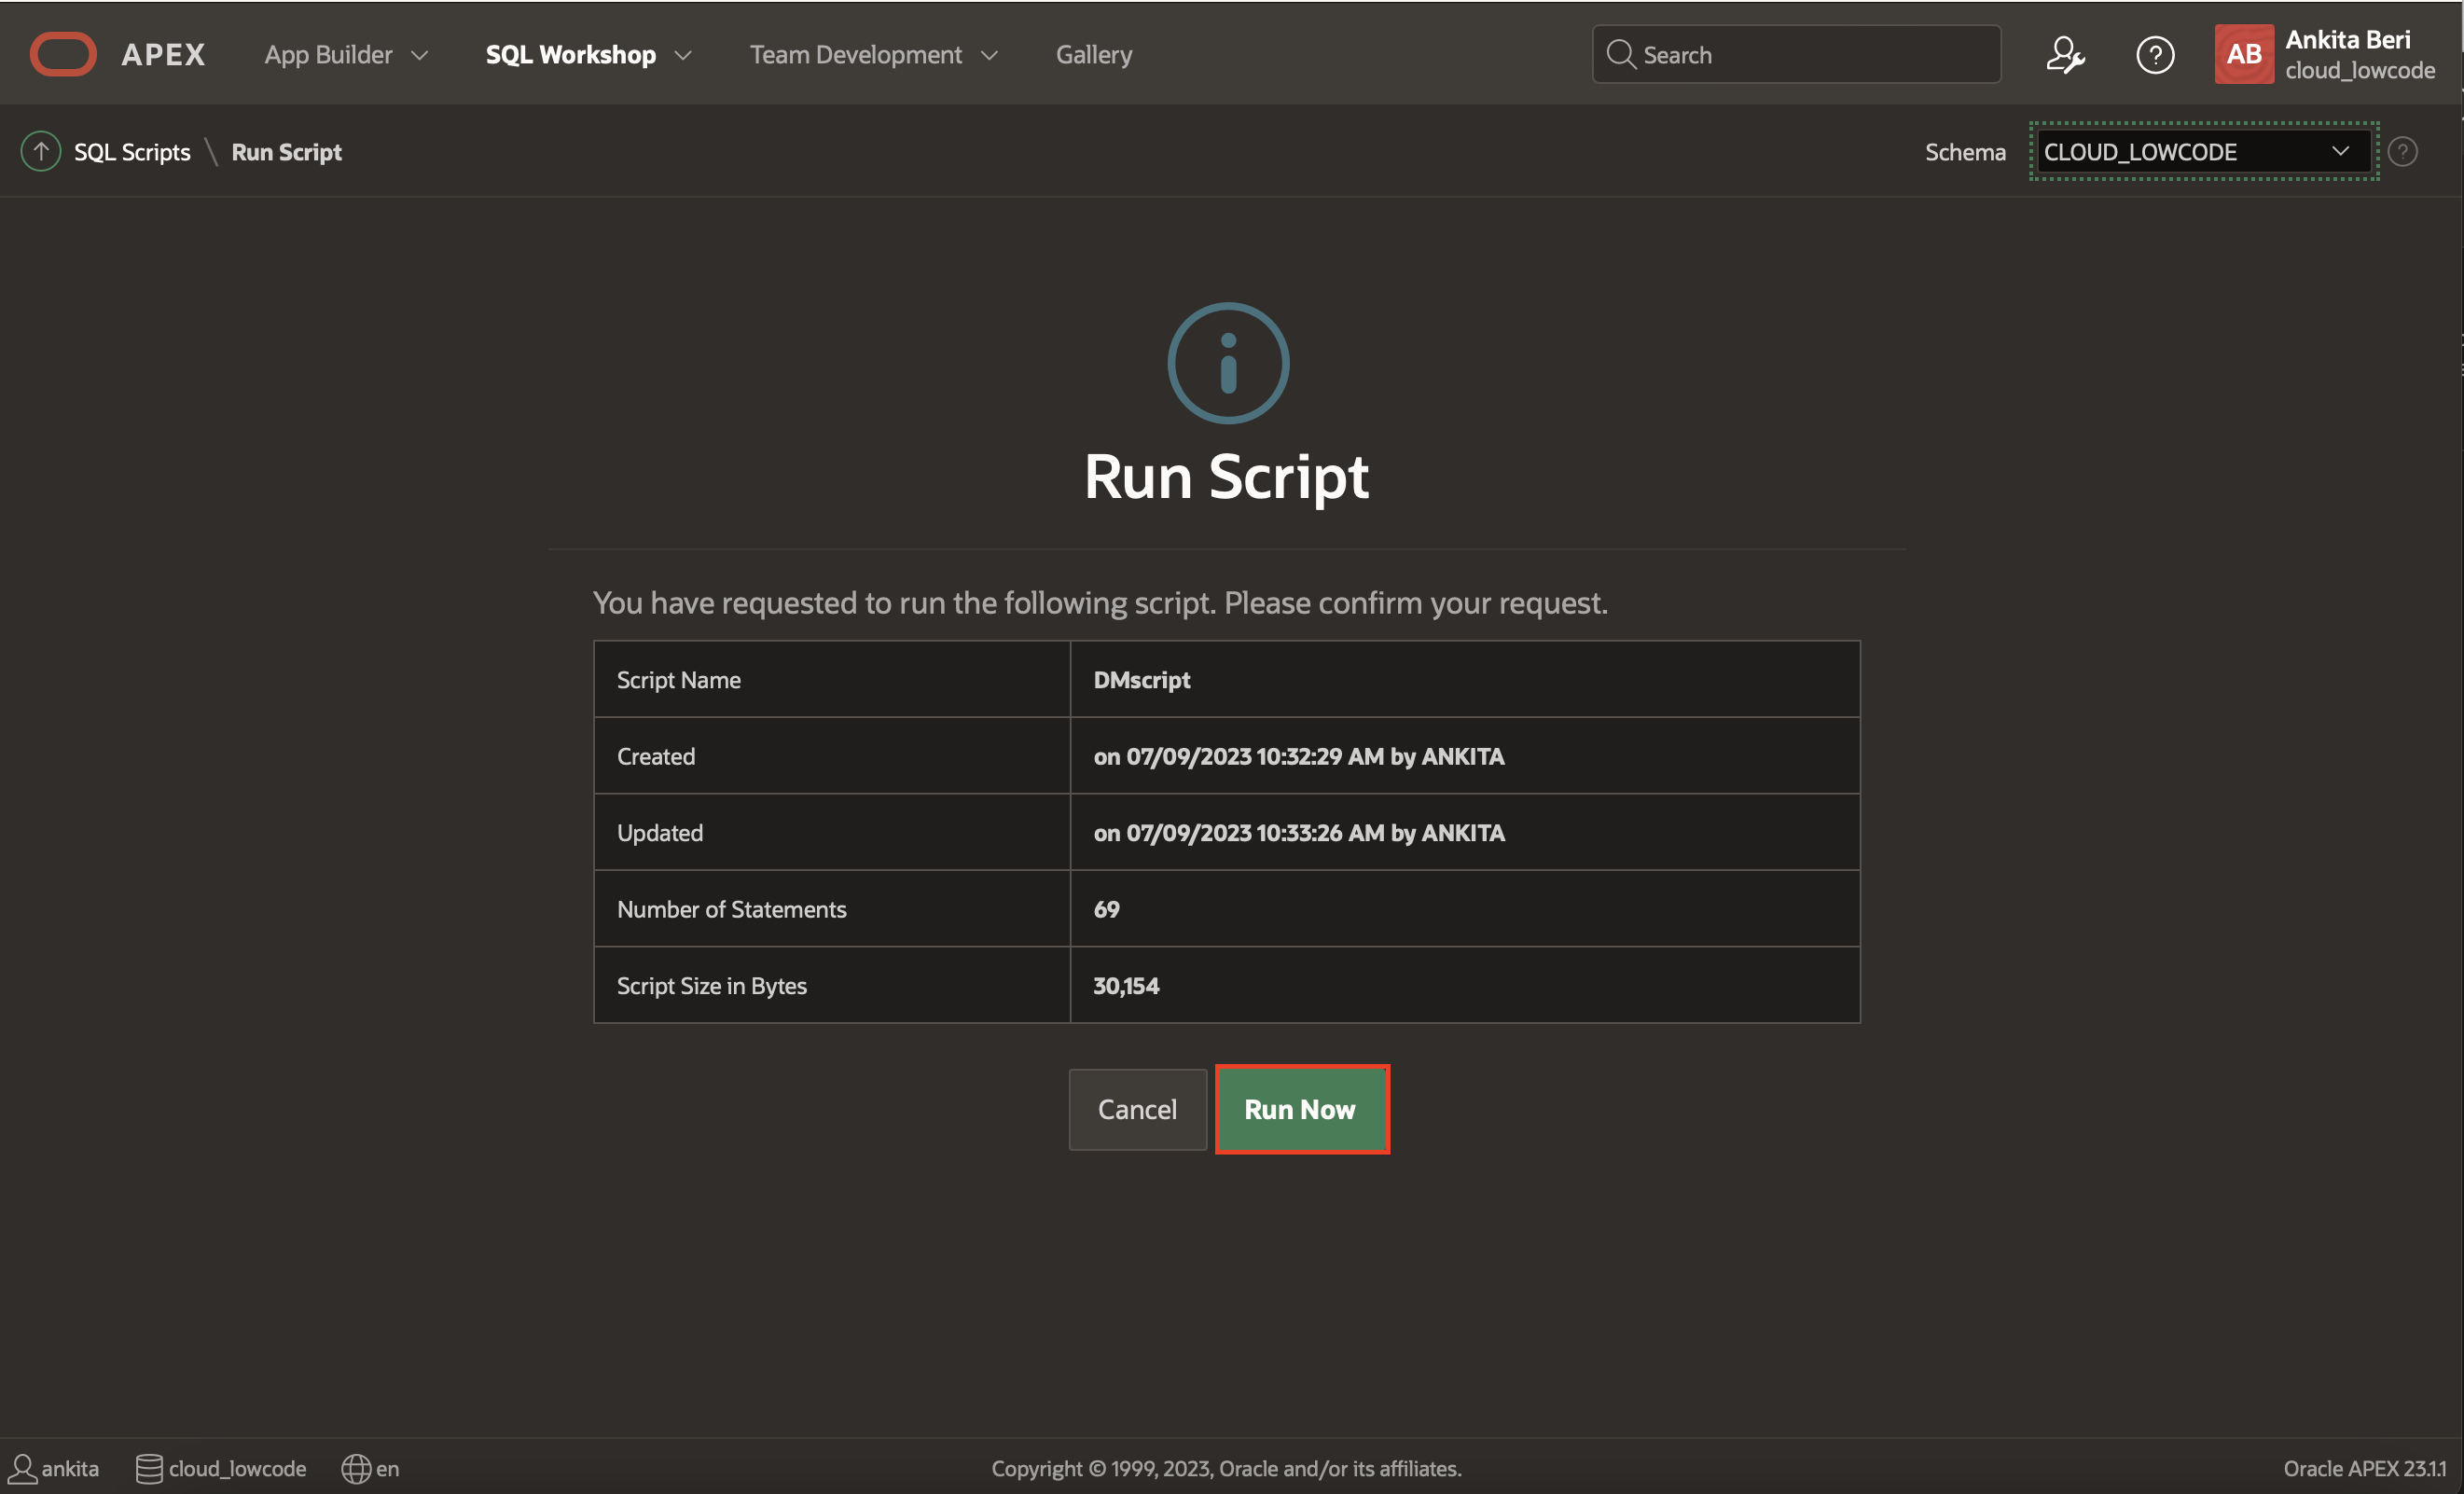 APEX App Builder SQL Workshop Team Development Gallery Search ? AB Ankita Beri
cloud_lowcode
SQL Scripts \ Run Script Schema CLOUD_LOWCODE ?
Run Script
You have requested to run the following script. Please confirm your request.
Script Name DMscript
Created on 07/09/2023 10:32:29 AM by ANKITA
Updated on 07/09/2023 10:33:26 AM by ANKITA
Number of Statements 69
Script Size in Bytes 30,154
Cancel Run Now
ankita cloud_lowcode en Copyright © 1999, 2023, Oracle and/or its affiliates. Oracle APEX 23.1.1